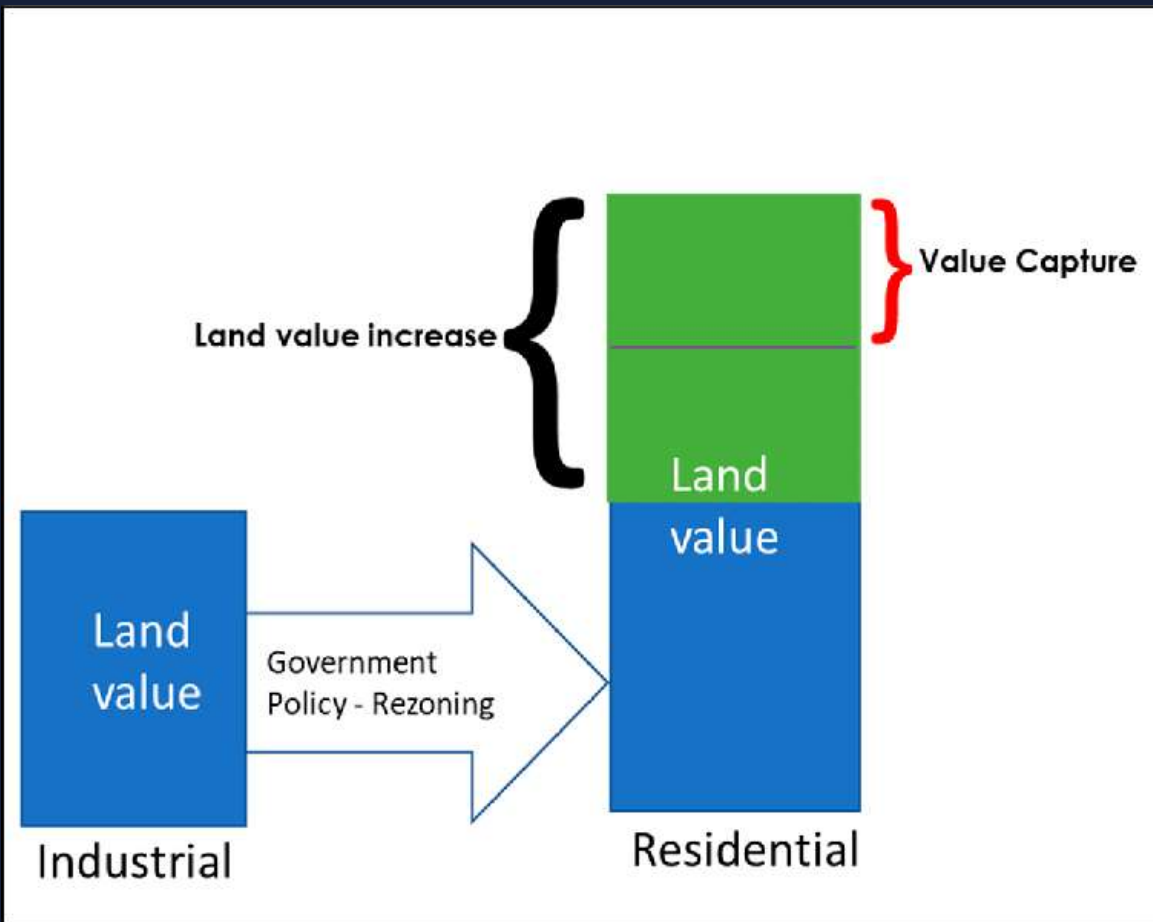 Land value increase
Value Capture
Land
value
Land
value
Government
Policy - Rezoning
Industrial
Residential